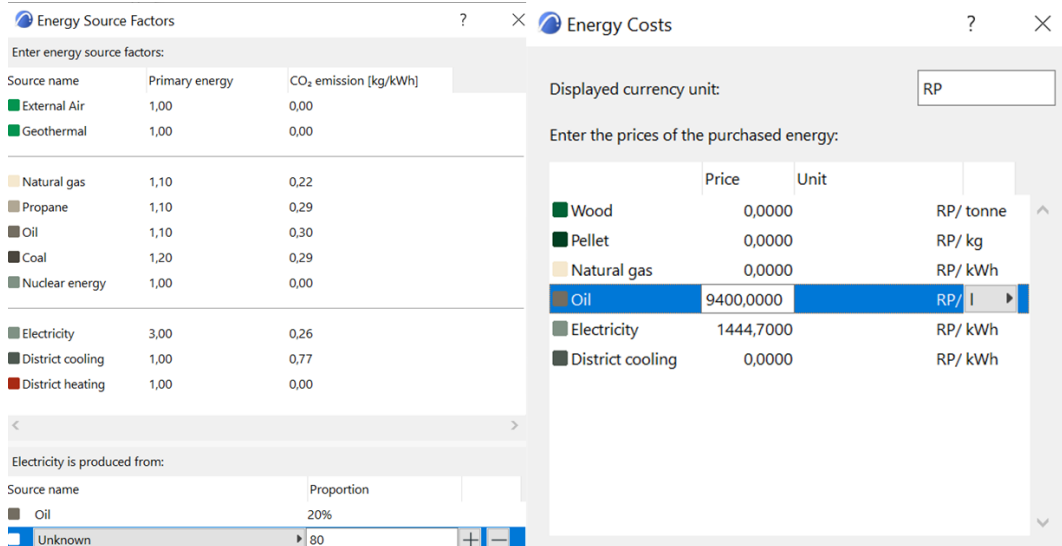 Energy Source Factors ?
Enter energy source factors:
Source name Primary energy CO₂ emission [kg/kWh]
External Air 1,00 0,00
Geothermal 1,00 0,00
Natural gas 1,10 0,22
Propane 1,10 0,29
Oil 1,10 0,30
Coal 1,20 0,29
Nuclear energy 1,00 0,00
Electricity 3,00 0,26
District cooling 1,00 0,77
District heating 1,00 0,00
Electricity is produced from:
Source name Proportion
Oil 20%
Unknown 80
Energy Costs ?
Displayed currency unit: RP
Enter the prices of the purchased energy:
Price Unit
Wood 0,0000 RP/ tonne
Pellet 0,0000 RP/ kg
Natural gas 0,0000 RP/ kWh
Oil 9400,0000 RP/ l
Electricity 1444,7000 RP/ kWh
District cooling 0,0000 RP/ kWh